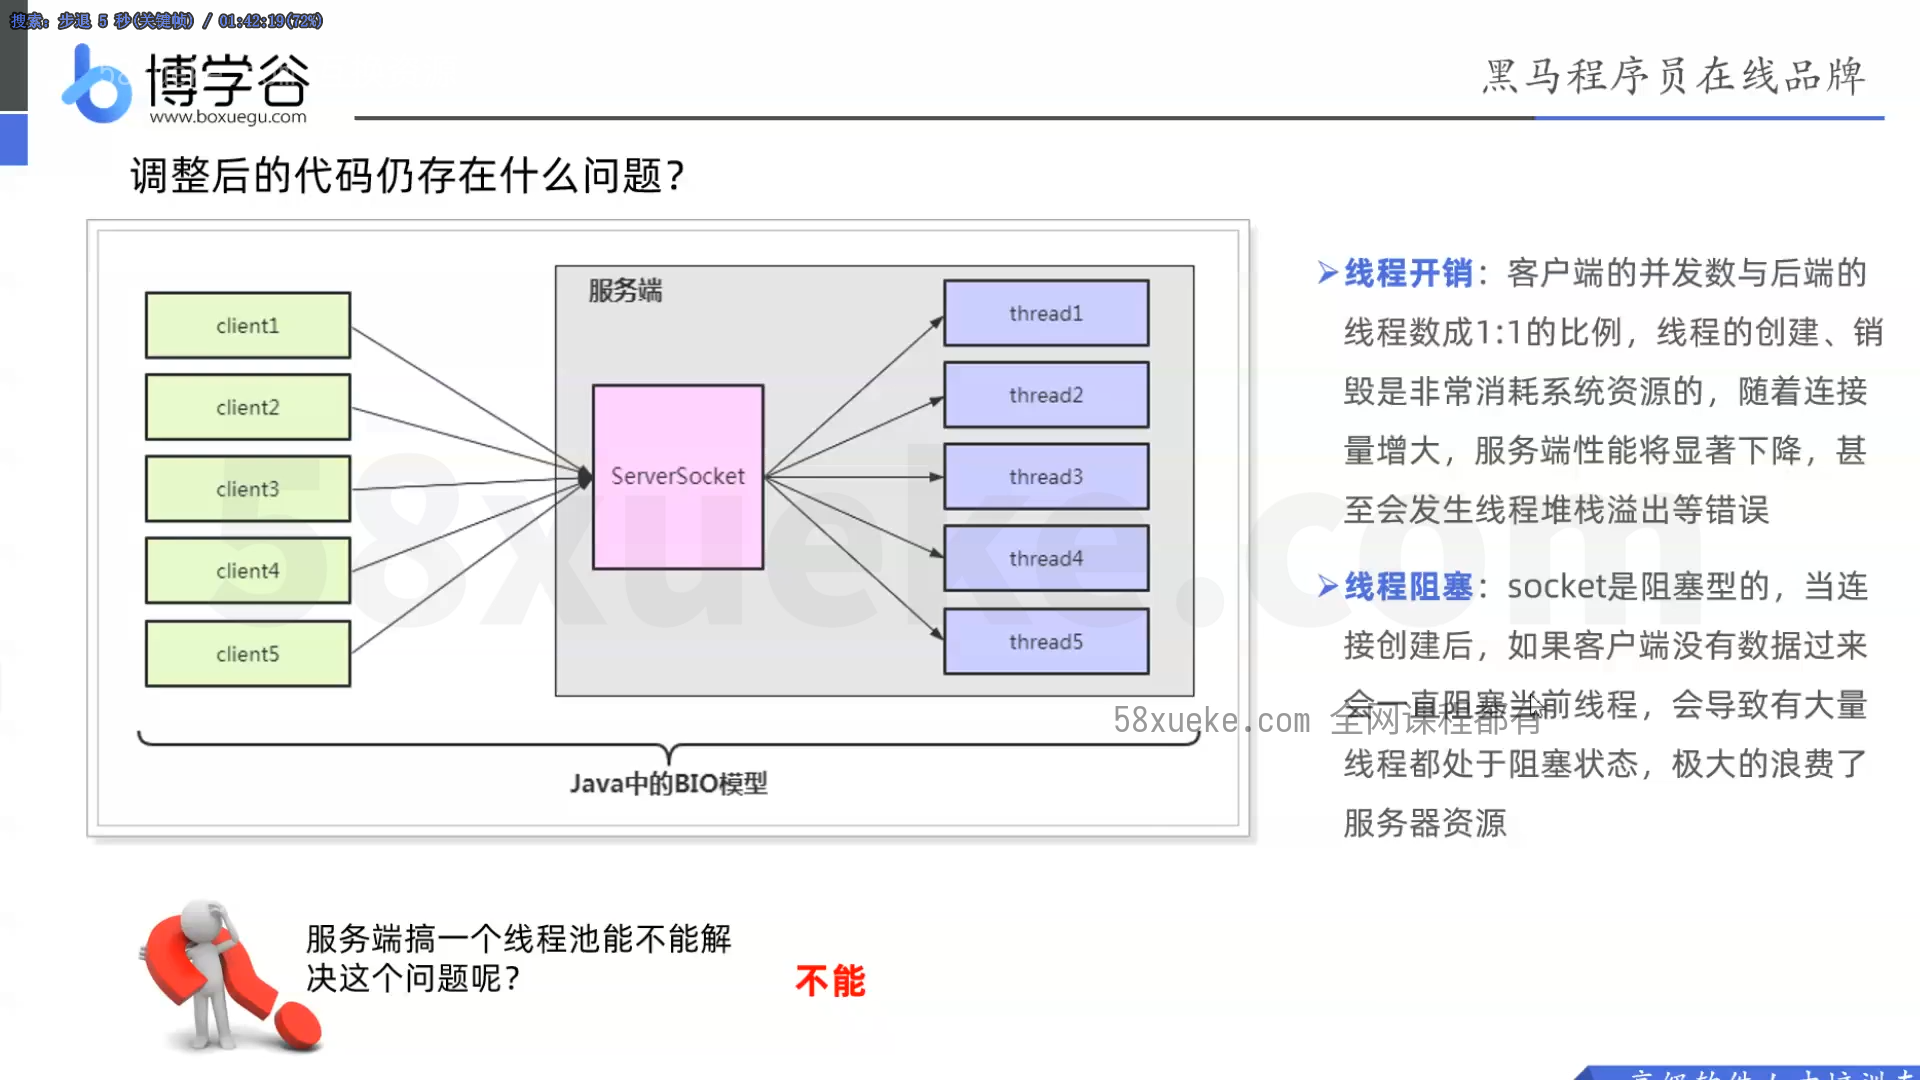 搜索: 步退 5 秒(关键帧) / 01:42:19(72%)
博学谷
www.boxuegu.com
黑马程序员在线品牌
调整后的代码仍存在什么问题？
服务端
client1
client2
client3
client4
client5
ServerSocket
thread1
thread2
thread3
thread4
thread5
Java中的BIO模型
线程开销：客户端的并发数与后端的
线程数成1:1的比例，线程的创建、销
毁是非常消耗系统资源的，随着连接
量增大，服务端性能将显著下降，甚
至会发生线程堆栈溢出等错误
线程阻塞：socket是阻塞型的，当连
接创建后，如果客户端没有数据过来
会一直阻塞当前线程，会导致有大量
线程都处于阻塞状态，极大的浪费了
服务器资源
58xueke.com
58xueke.com 全网课程都有
服务端搞一个线程池能不能解
决这个问题呢？
不能